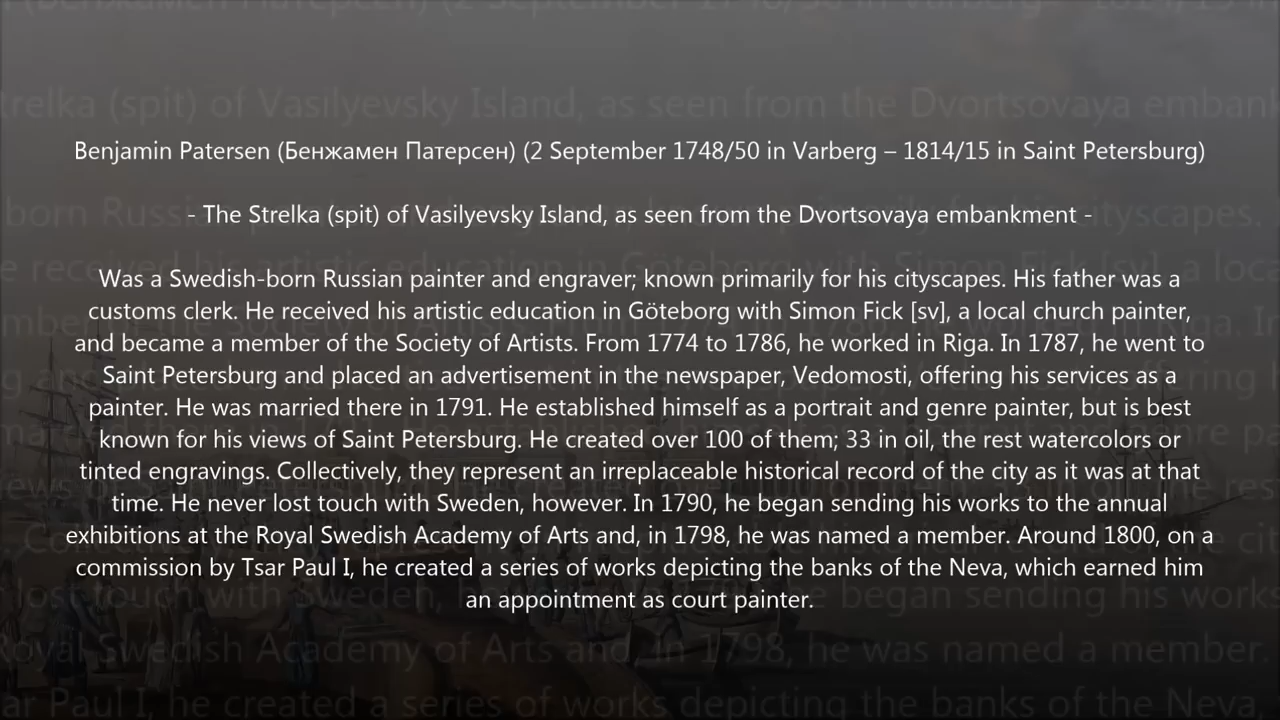 Benjamin Patersen (Бенжамен Патерсен) (2 September 1748/50 in Varberg – 1814/15 in Saint Petersburg)
- The Strelka (spit) of Vasilyevsky Island, as seen from the Dvortsovaya embankment -
Was a Swedish-born Russian painter and engraver; known primarily for his cityscapes. His father was a
customs clerk. He received his artistic education in Göteborg with Simon Fick [sv], a local church painter,
and became a member of the Society of Artists. From 1774 to 1786, he worked in Riga. In 1787, he went to
Saint Petersburg and placed an advertisement in the newspaper, Vedomosti, offering his services as a
painter. He was married there in 1791. He established himself as a portrait and genre painter, but is best
known for his views of Saint Petersburg. He created over 100 of them; 33 in oil, the rest watercolors or
tinted engravings. Collectively, they represent an irreplaceable historical record of the city as it was at that
time. He never lost touch with Sweden, however. In 1790, he began sending his works to the annual
exhibitions at the Royal Swedish Academy of Arts and, in 1798, he was named a member. Around 1800, on a
commission by Tsar Paul I, he created a series of works depicting the banks of the Neva, which earned him
an appointment as court painter.